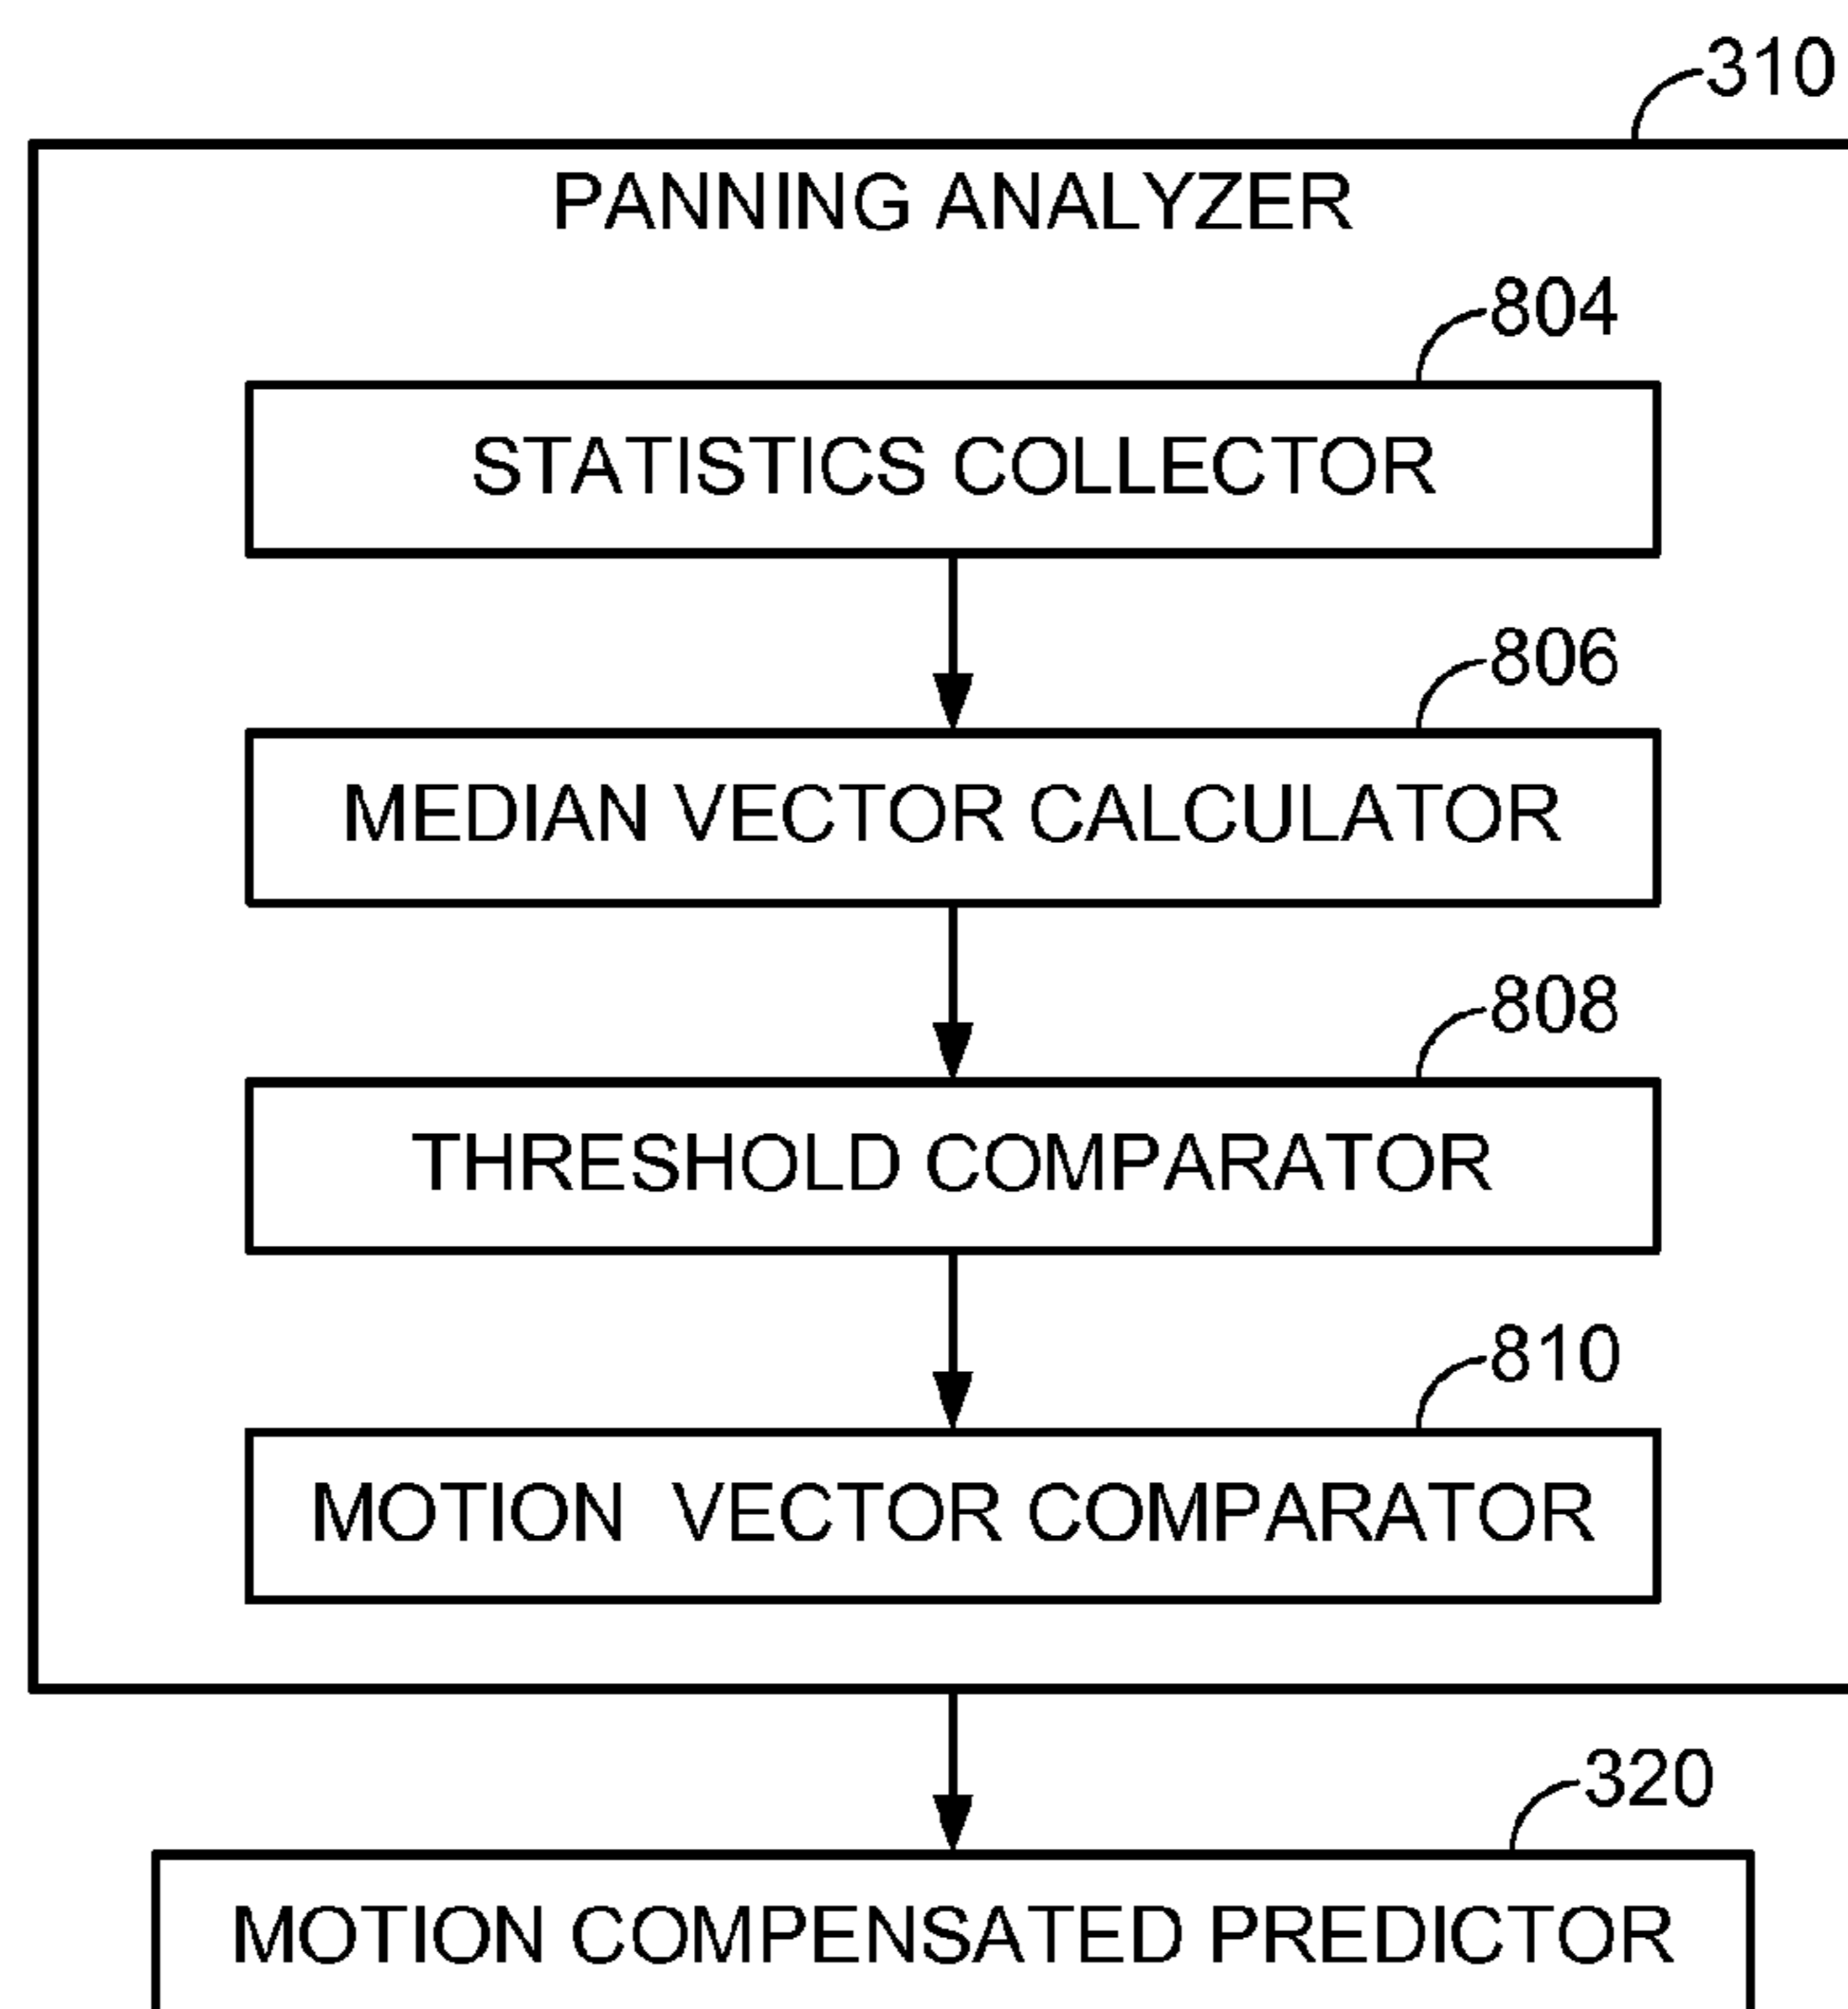 310
PANNING ANALYZER
804
STATISTICS COLLECTOR
806
MEDIAN VECTOR CALCULATOR
808
THRESHOLD COMPARATOR
810
MOTION VECTOR COMPARATOR
320
MOTION COMPENSATED PREDICTOR